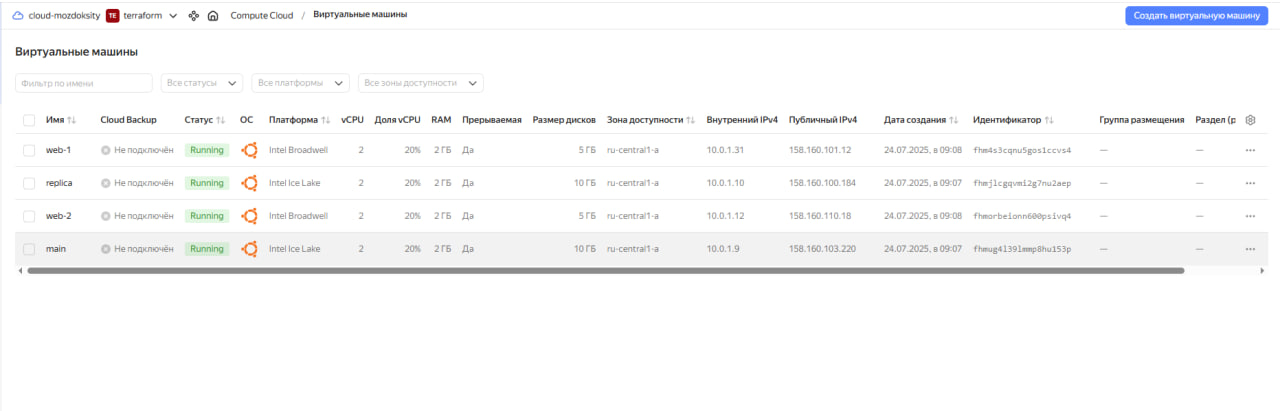 cloud-mozdoksity TE terraform Compute Cloud / Виртуальные машины Создать виртуальную машину
Виртуальные машины
Фильтр по имени Все статусы Все платформы Все зоны доступности
Имя Cloud Backup Статус ОС Платформа vCPU Доля vCPU RAM Прерываемая Размер дисков Зона доступности Внутренний IPv4 Публичный IPv4 Дата создания Идентификатор Группа размещения Раздел (р
web-1 Не подключён Running Intel Broadwell 2 20% 2 ГБ Да 5 ГБ ru-central1-a 10.0.1.31 158.160.101.12 24.07.2025, в 09:08 fhm4s3cqnu5gos1ccvs4 — —
replica Не подключён Running Intel Ice Lake 2 20% 2 ГБ Да 10 ГБ ru-central1-a 10.0.1.10 158.160.100.184 24.07.2025, в 09:07 fhmjlcgqvmi2g7nu2aep — —
web-2 Не подключён Running Intel Broadwell 2 20% 2 ГБ Да 5 ГБ ru-central1-a 10.0.1.12 158.160.110.18 24.07.2025, в 09:08 fhmorbeionn600psivq4 — —
main Не подключён Running Intel Ice Lake 2 20% 2 ГБ Да 10 ГБ ru-central1-a 10.0.1.9 158.160.103.220 24.07.2025, в 09:07 fhmug4l39lmmp8hu153p — —